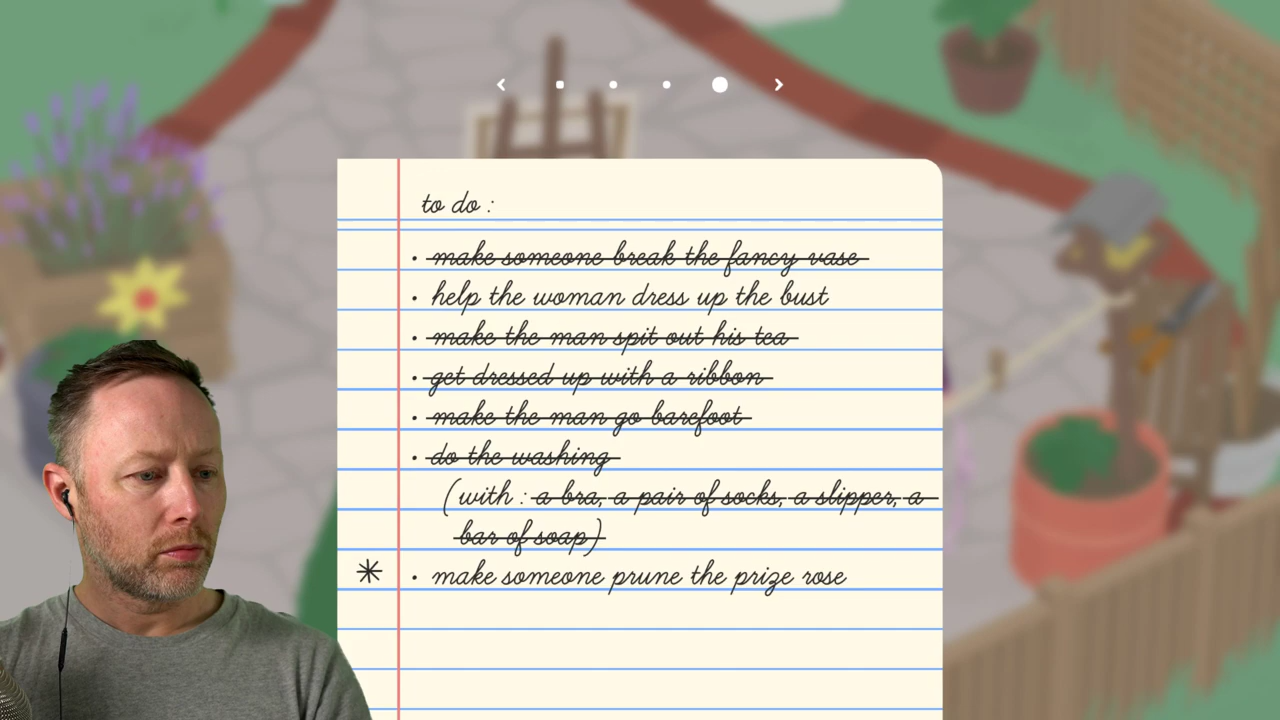 to do :
• make someone break the fancy vase
• help the woman dress up the bust
• make the man spit out his tea
• get dressed up with a ribbon
• make the man go barefoot
• do the washing
(with : a bra, a pair of socks, a slipper, a
bar of soap)
* • make someone prune the prize rose